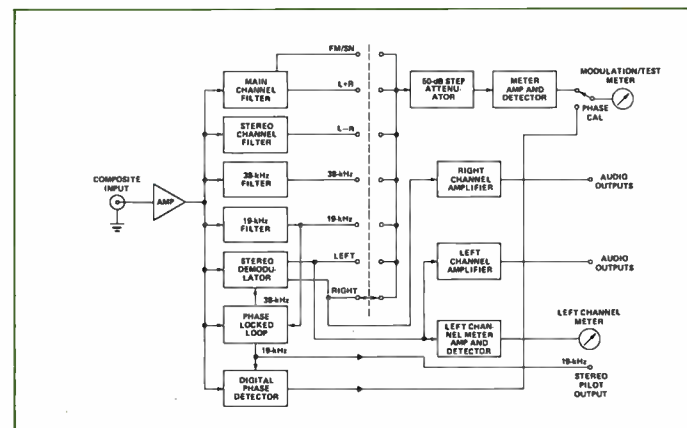 FM/SN
MAIN
CHANNEL
FILTER
L+R
50-dB STEP
ATTENU-
ATOR
METER
AMP AND
DETECTOR
MODULATION/TEST
METER
PHASE
CAL
STEREO
CHANNEL
FILTER
L–R
COMPOSITE
INPUT
AMP
38-kHz
FILTER
38-kHz
RIGHT
CHANNEL
AMPLIFIER
AUDIO
OUTPUTS
19-kHz
FILTER
19-kHz
STEREO
DEMODU-
LATOR
LEFT
RIGHT
LEFT
CHANNEL
AMPLIFIER
AUDIO
OUTPUTS
38-kHz
PHASE
LOCKED
LOOP
LEFT CHAN-
NEL METER
AMP AND
DETECTOR
LEFT CHANNEL
METER
19-kHz
19-kHz
STEREO
PILOT
OUTPUT
DIGITAL
PHASE
DETECTOR